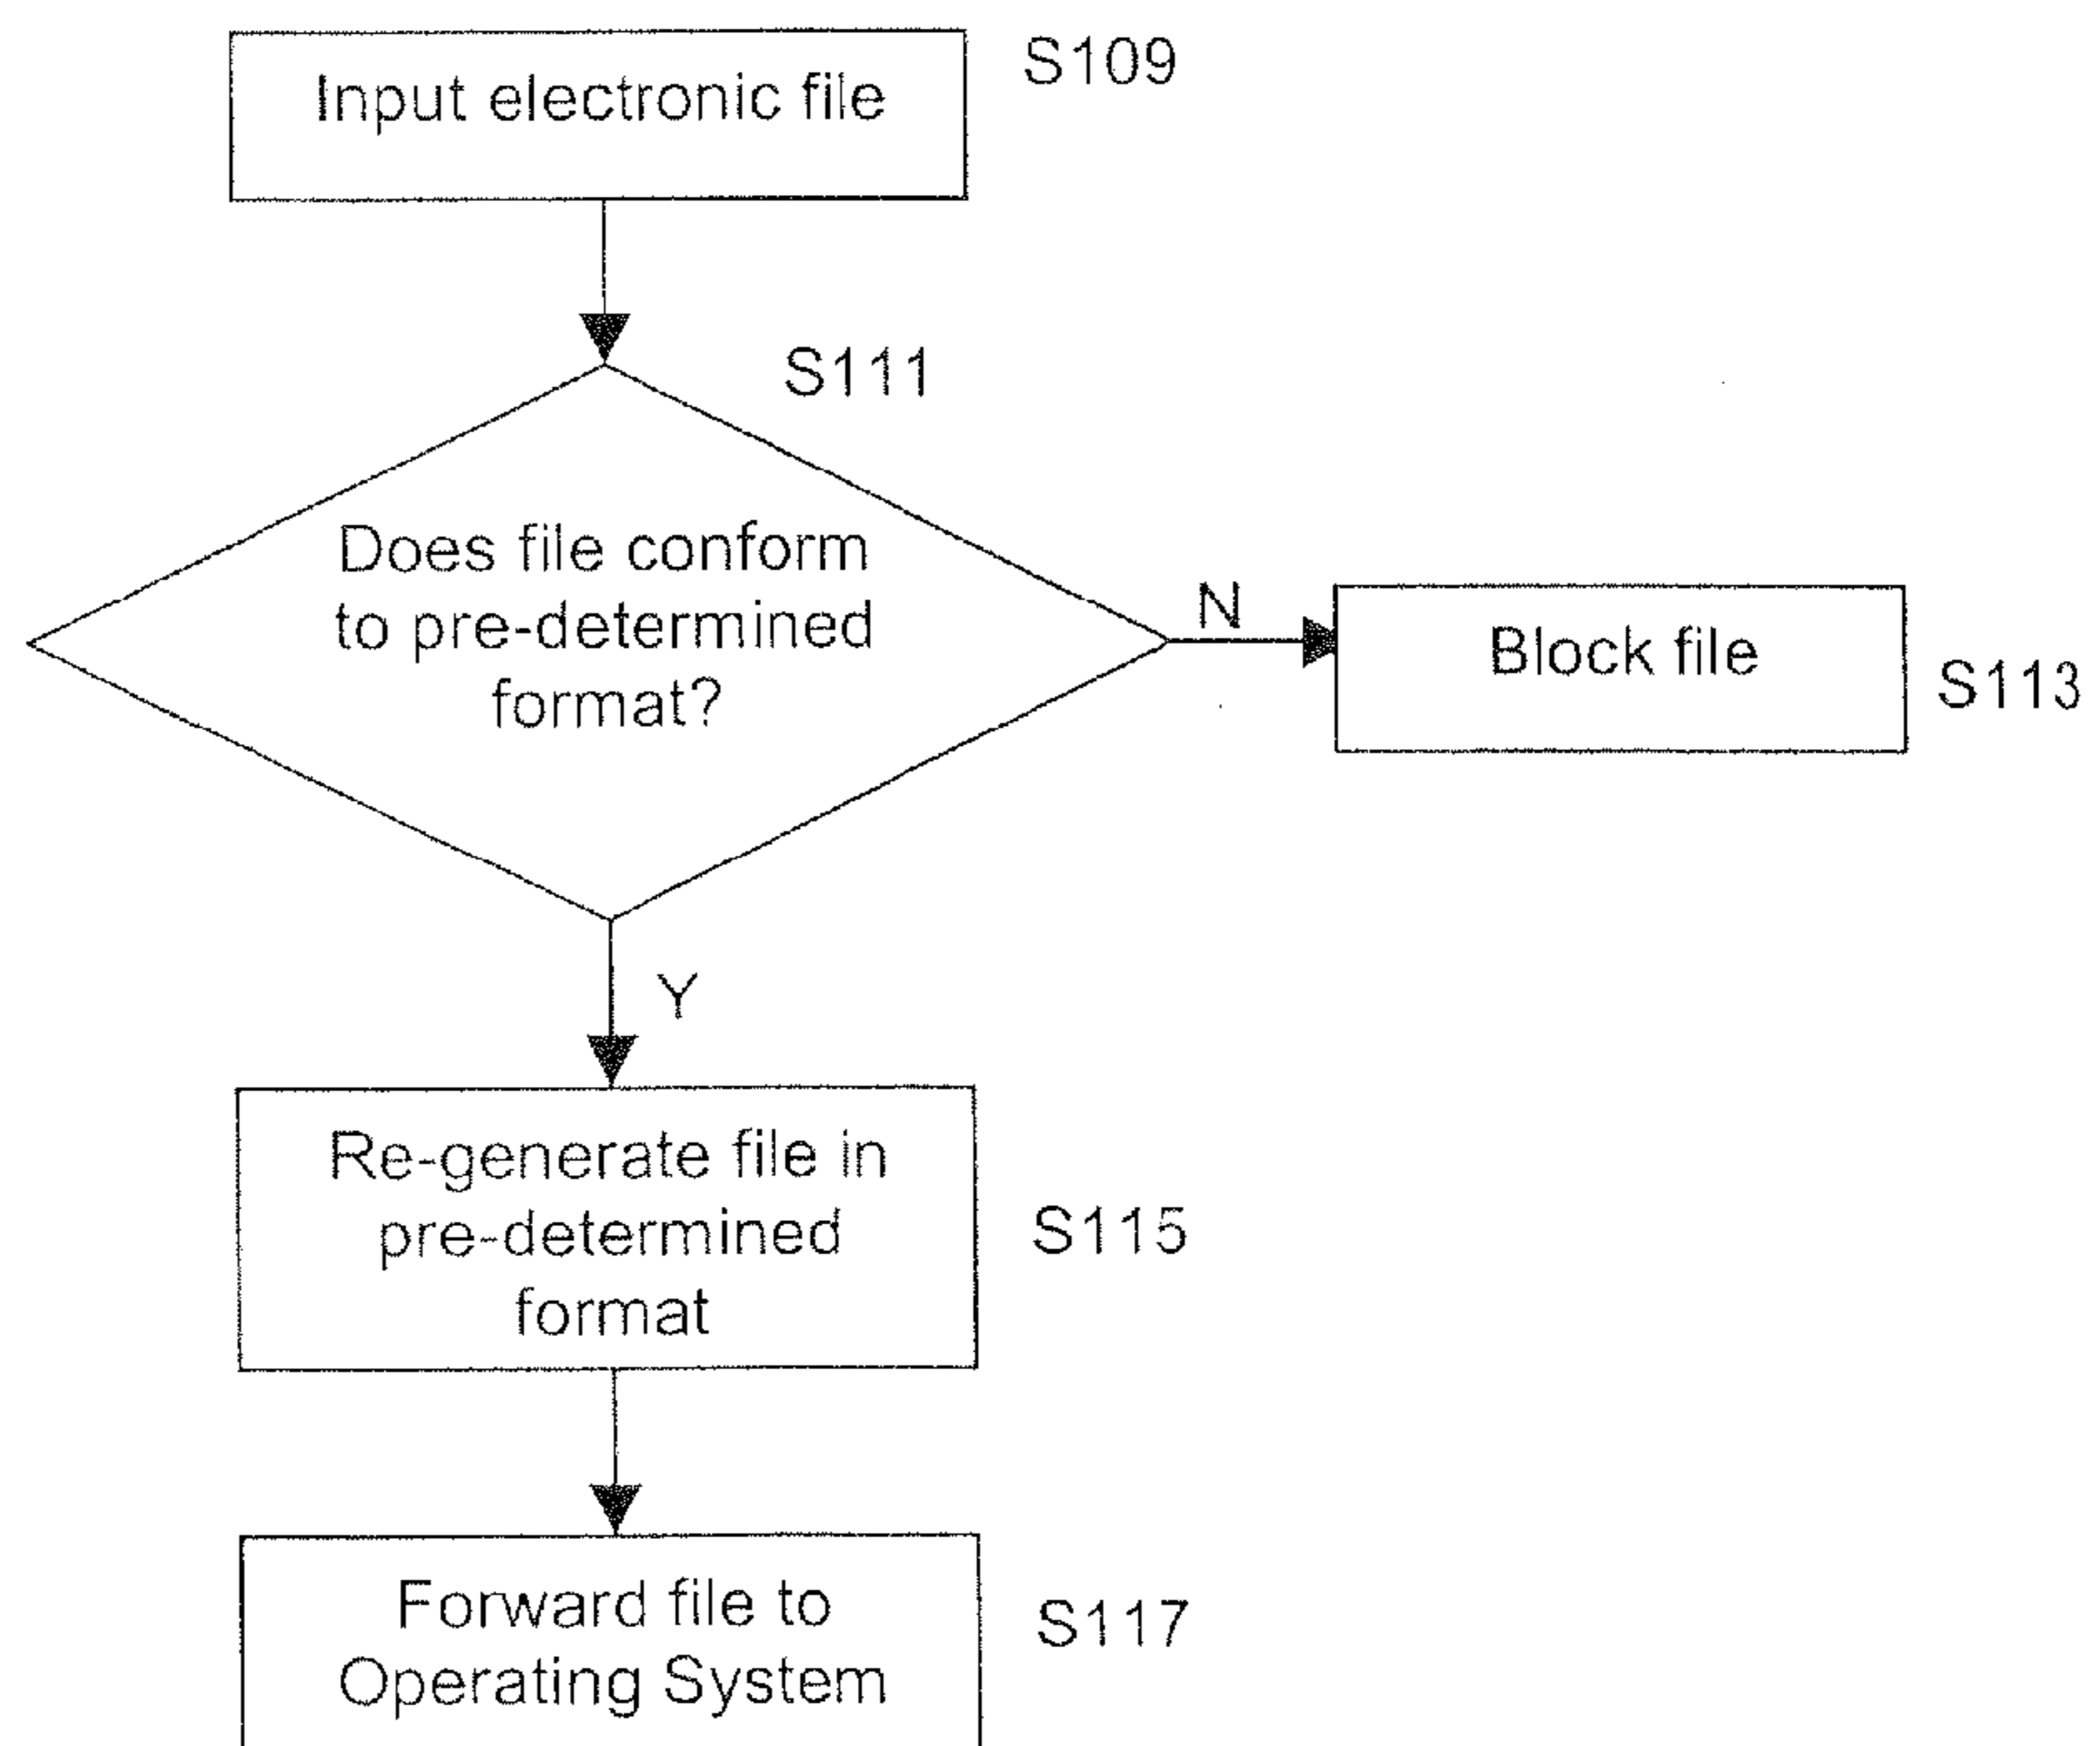 Input electronic file
S109
S111
Does file conform
to pre-determined
format?
N
Block file
S113
Y
Re-generate file in
pre-determined
format
S115
Forward file to
Operating System
S117